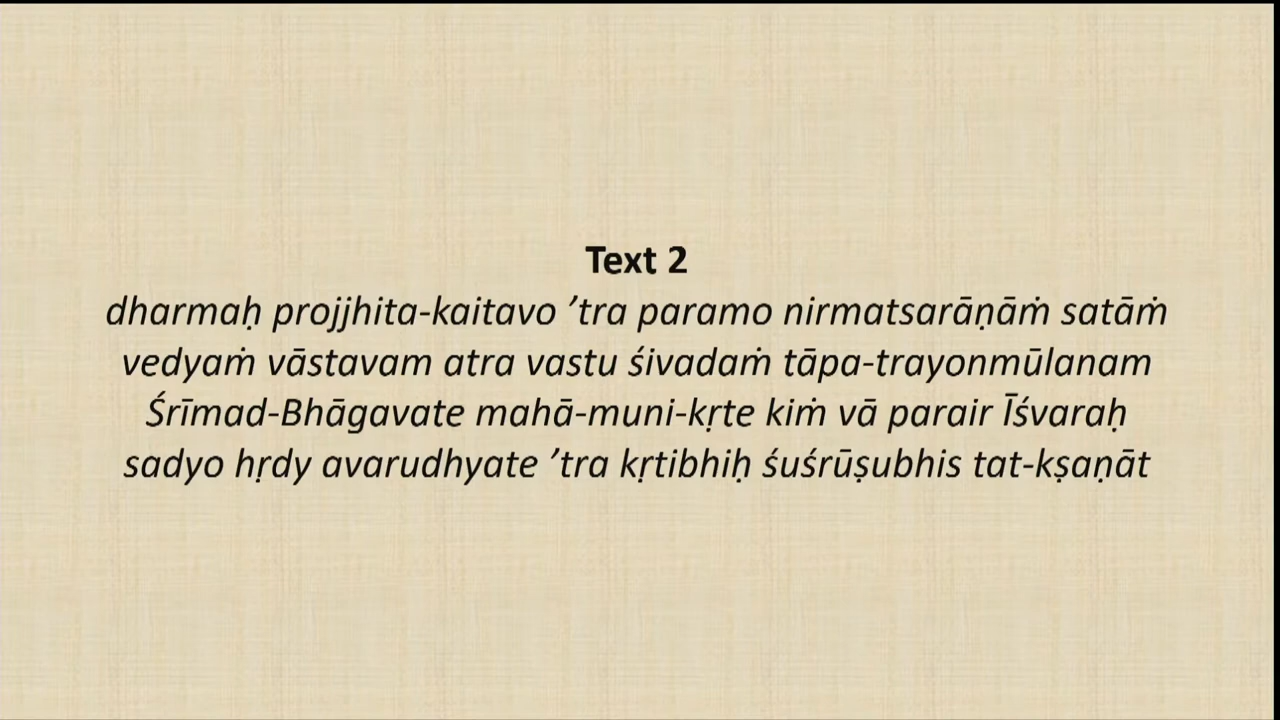 Text 2
dharmaḥ projjhita-kaitavo ’tra paramo nirmatsarāṇāṁ satāṁ
vedyaṁ vāstavam atra vastu śivadaṁ tāpa-trayonmūlanam
Śrīmad-Bhāgavate mahā-muni-kṛte kiṁ vā parair Īśvaraḥ
sadyo hṛdy avarudhyate ’tra kṛtibhiḥ śuśrūṣubhis tat-kṣaṇāt